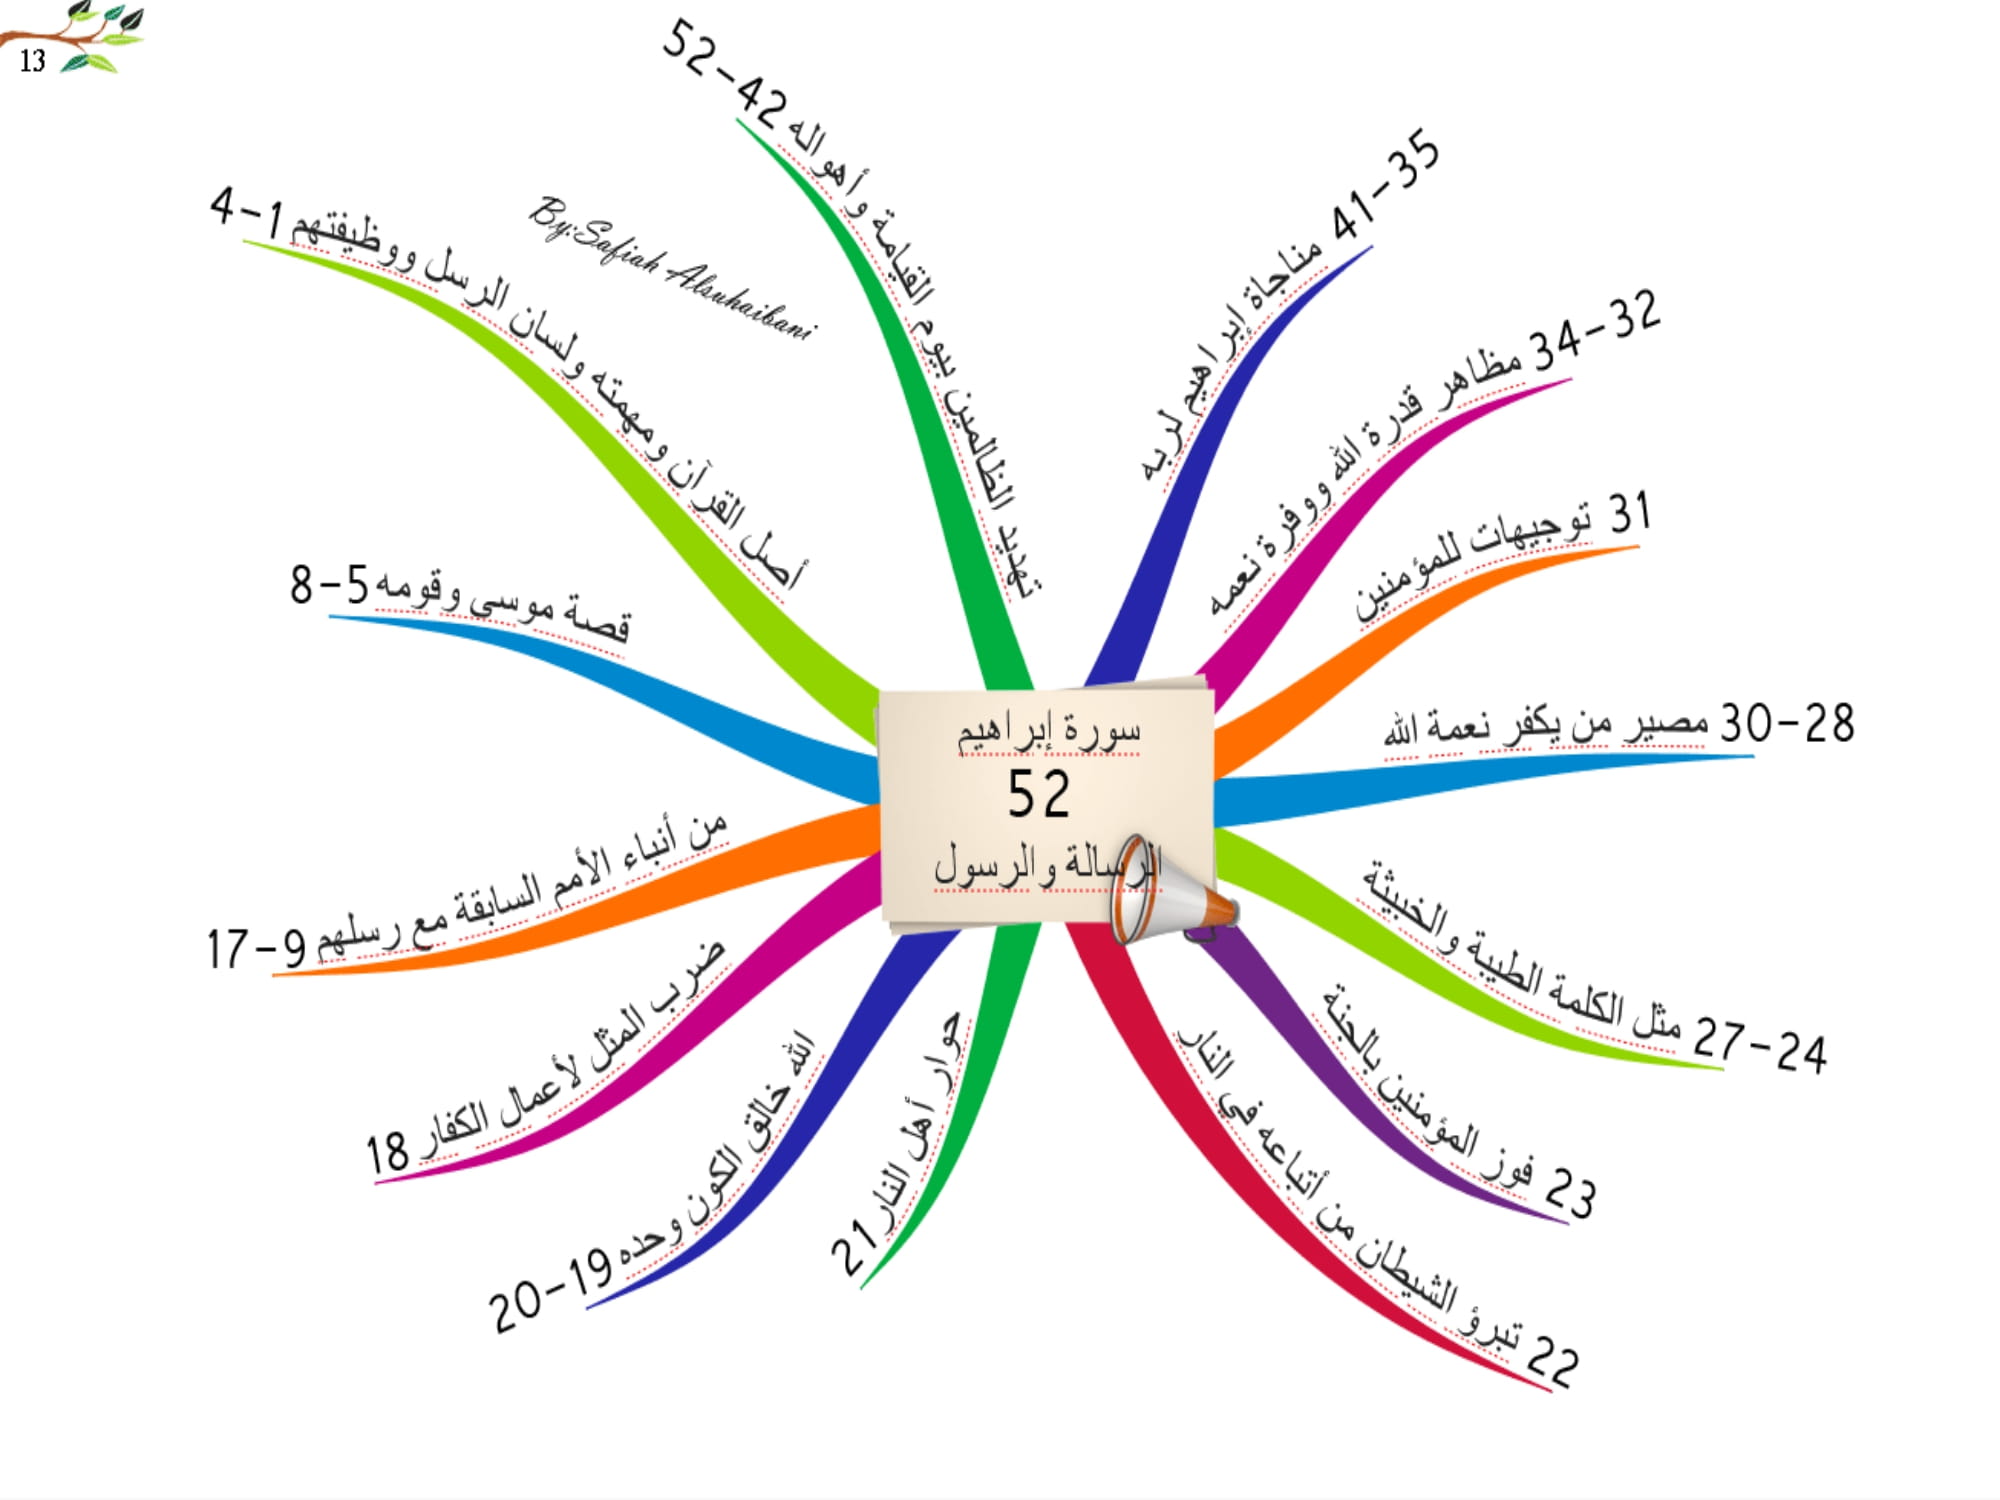 13
By:Safiah Alsuhaibani
سورة إبراهيم
52
الرسالة والرسول
أصل القرآن ومهمته ولسان الرسل ووظيفتهم 1-4
قصة موسى وقومه 5-8
من أنباء الأمم السابقة مع رسلهم 9-17
ضرب المثل لأعمال الكفار 18
الله خالق الكون وحده 19-20
حوار أهل النار 21
22 تبرؤ الشيطان من أتباعه في النار
23 فوز المؤمنين بالجنة
24-27 مثل الكلمة الطيبة والخبيثة
28-30 مصير من يكفر نعمة الله
31 توجيهات للمؤمنين
32-34 مظاهر قدرة الله ووفرة نعمه
35-41 مناجاة إبراهيم لربه
تهديد الظالمين بيوم القيامة وأهواله 42-52